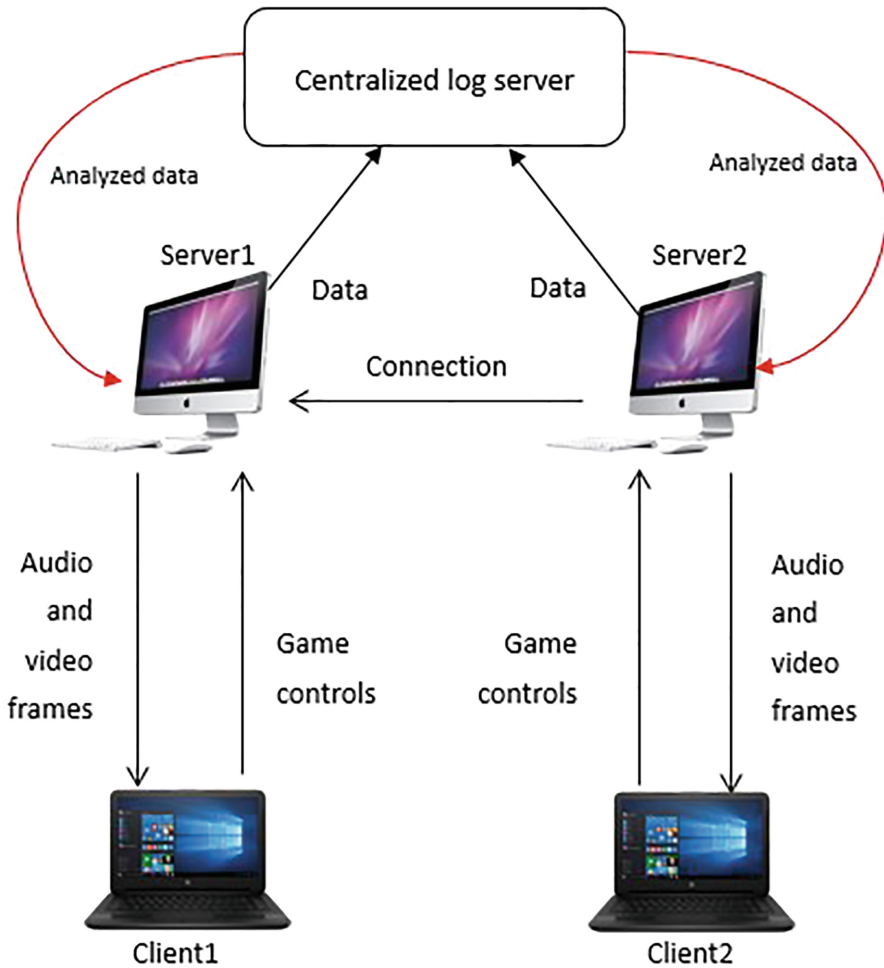 Centralized log server
Analyzed data
Analyzed data
Server1
Server2
Data
Data
Connection
Audio
and
video
frames
Game
controls
Game
controls
Audio
and
video
frames
Client1
Client2